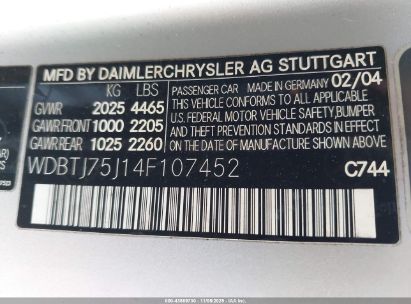 MFD BY DAIMLERCHRYSLER AG STUTTGART
KG LBS
GVWR 2025 4465
GAWR FRONT 1000 2205
GAWR REAR 1025 2260
PASSENGER CAR MADE IN GERMANY 02/04
THIS VEHICLE CONFORMS TO ALL APPLICABLE
U.S. FEDERAL MOTOR VEHICLE SAFETY, BUMPER,
AND THEFT PREVENTION STANDARDS IN EFFECT
ON THE DATE OF MANUFACTURE SHOWN ABOVE.
WDBTJ75J14F107452 C744